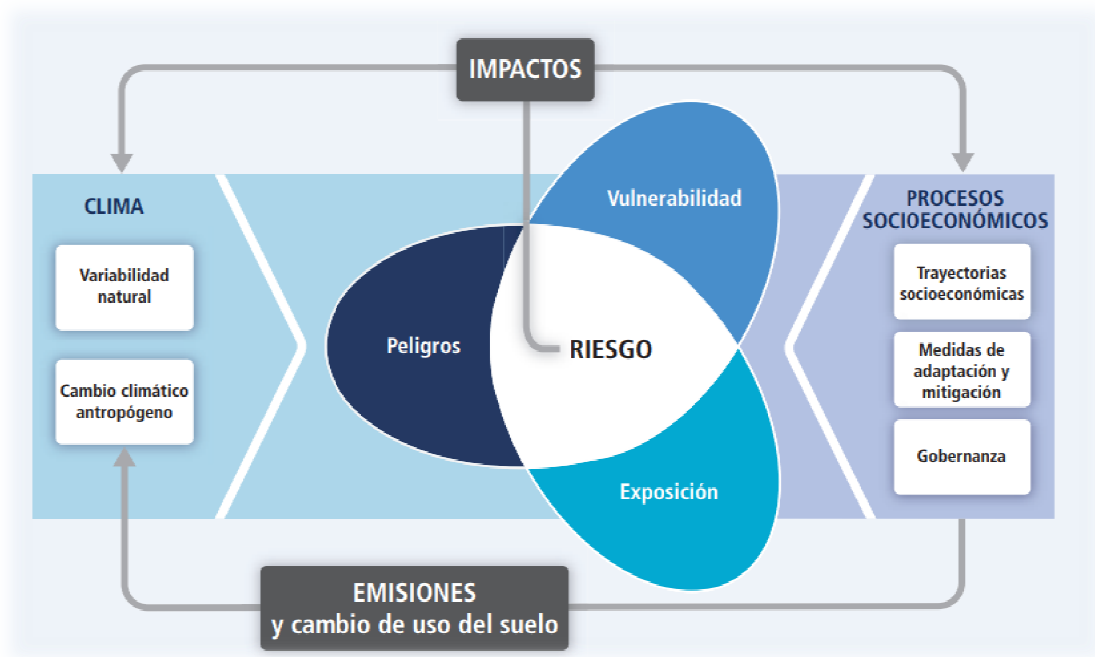 IMPACTOS
CLIMA
Variabilidad
natural
Cambio climático
antropógeno
Vulnerabilidad
Peligros
RIESGO
Exposición
PROCESOS
SOCIOECONÓMICOS
Trayectorias
socioeconómicas
Medidas de
adaptación y
mitigación
Gobernanza
EMISIONES
y cambio de uso del suelo